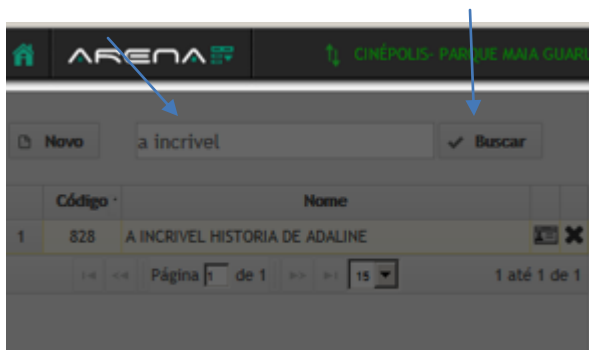 ARENA CINÉPOLIS- PARQUE MAIA GUARU
Novo a incrivel Buscar
Código Nome
1 828 A INCRIVEL HISTORIA DE ADALINE
Página 1 de 1 15 1 até 1 de 1